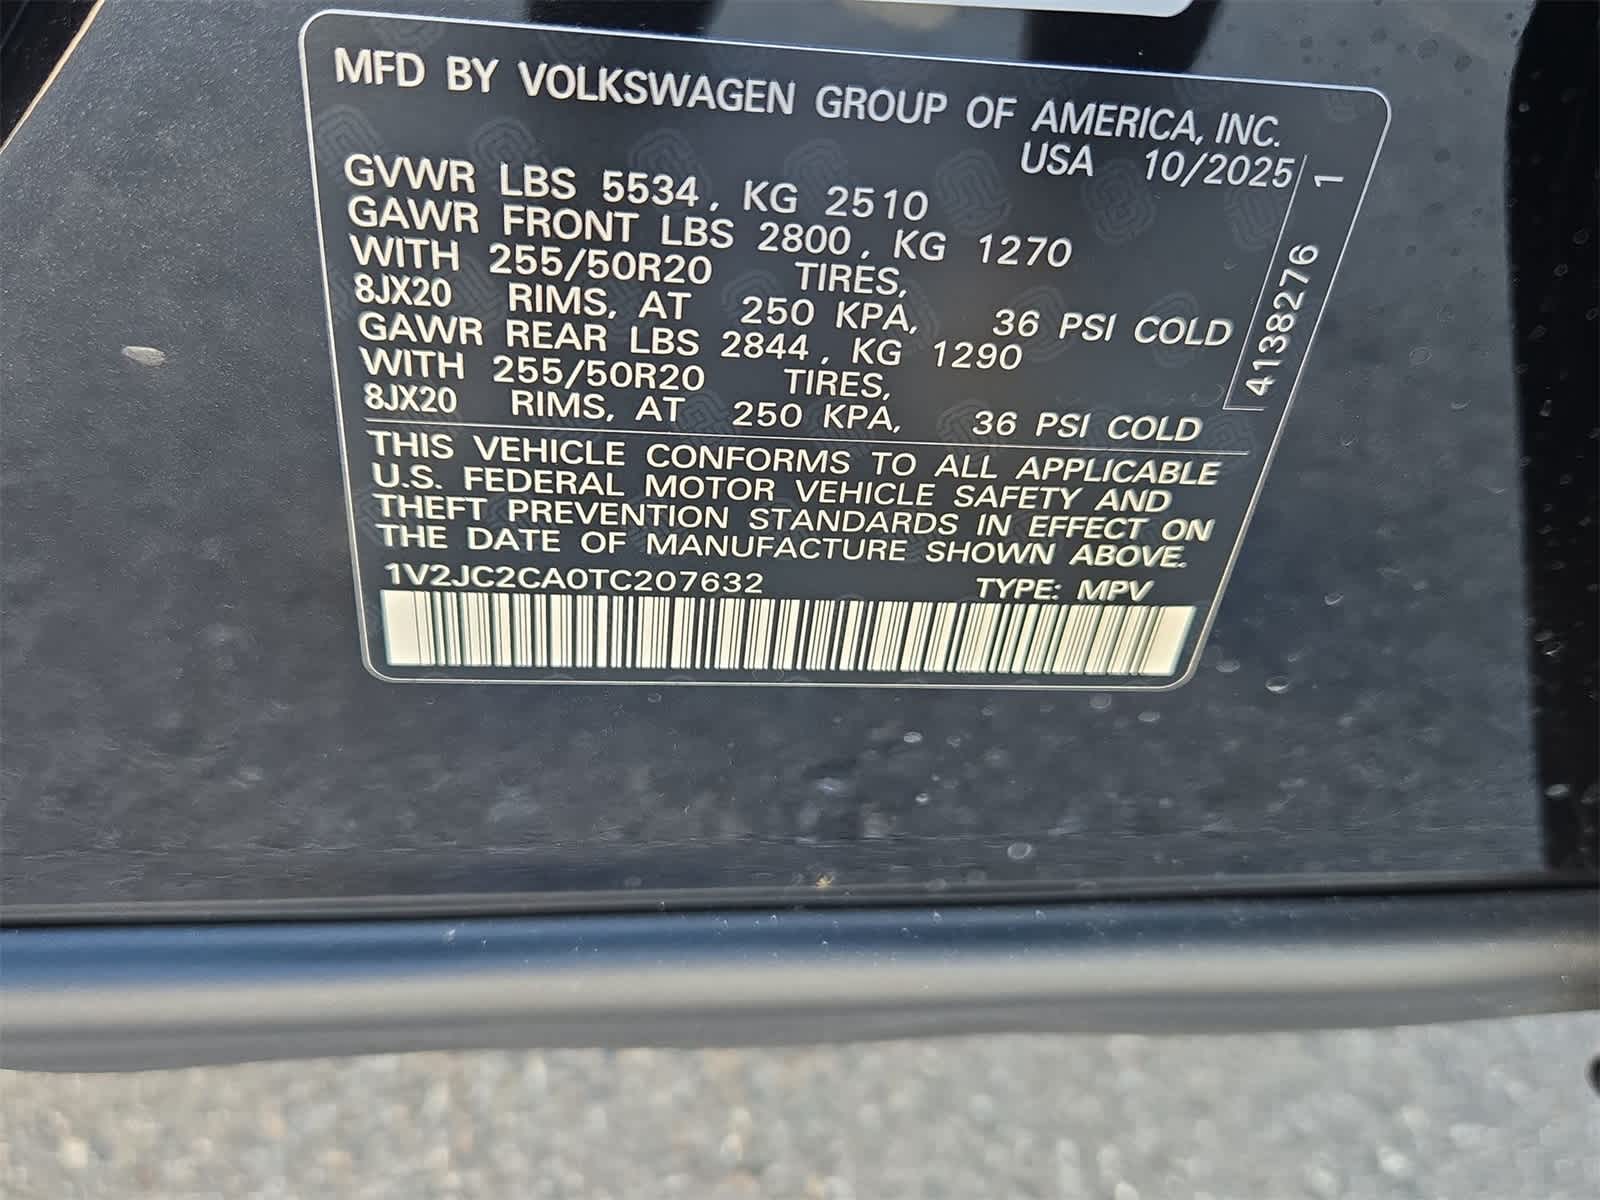 MFD BY VOLKSWAGEN GROUP OF AMERICA, INC.
USA 10/2025
GVWR LBS 5534, KG 2510
GAWR FRONT LBS 2800, KG 1270
WITH 255/50R20 TIRES,
8JX20 RIMS, AT 250 KPA, 36 PSI COLD
GAWR REAR LBS 2844, KG 1290
WITH 255/50R20 TIRES,
8JX20 RIMS, AT 250 KPA, 36 PSI COLD
4138276 1
THIS VEHICLE CONFORMS TO ALL APPLICABLE
U.S. FEDERAL MOTOR VEHICLE SAFETY AND
THEFT PREVENTION STANDARDS IN EFFECT ON
THE DATE OF MANUFACTURE SHOWN ABOVE.
1V2JC2CA0TC207632 TYPE: MPV